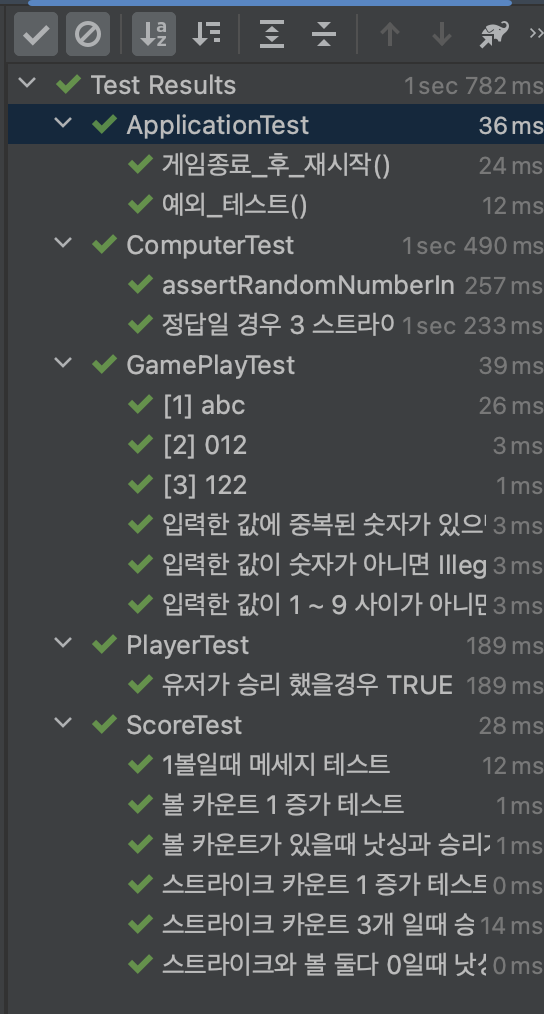 Test Results 1 sec 782 ms
ApplicationTest 36 ms
게임종료_후_재시작() 24 ms
예외_테스트() 12 ms
ComputerTest 1 sec 490 ms
assertRandomNumberIn 257 ms
정답일 경우 3 스트라이 1 sec 233 ms
GamePlayTest 39 ms
[1] abc 26 ms
[2] 012 3 ms
[3] 122 1 ms
입력한 값에 중복된 숫자가 있으 3 ms
입력한 값이 숫자가 아니면 Illeg 3 ms
입력한 값이 1 ~ 9 사이가 아니면 3 ms
PlayerTest 189 ms
유저가 승리 했을경우 TRUE 189 ms
ScoreTest 28 ms
1볼일때 메세지 테스트 12 ms
볼 카운트 1 증가 테스트 1 ms
볼 카운트가 있을때 낫싱과 승리 1 ms
스트라이크 카운트 1 증가 테스트 0 ms
스트라이크 카운트 3개 일때 승 14 ms
스트라이크와 볼 둘다 0일때 낫싱 0 ms